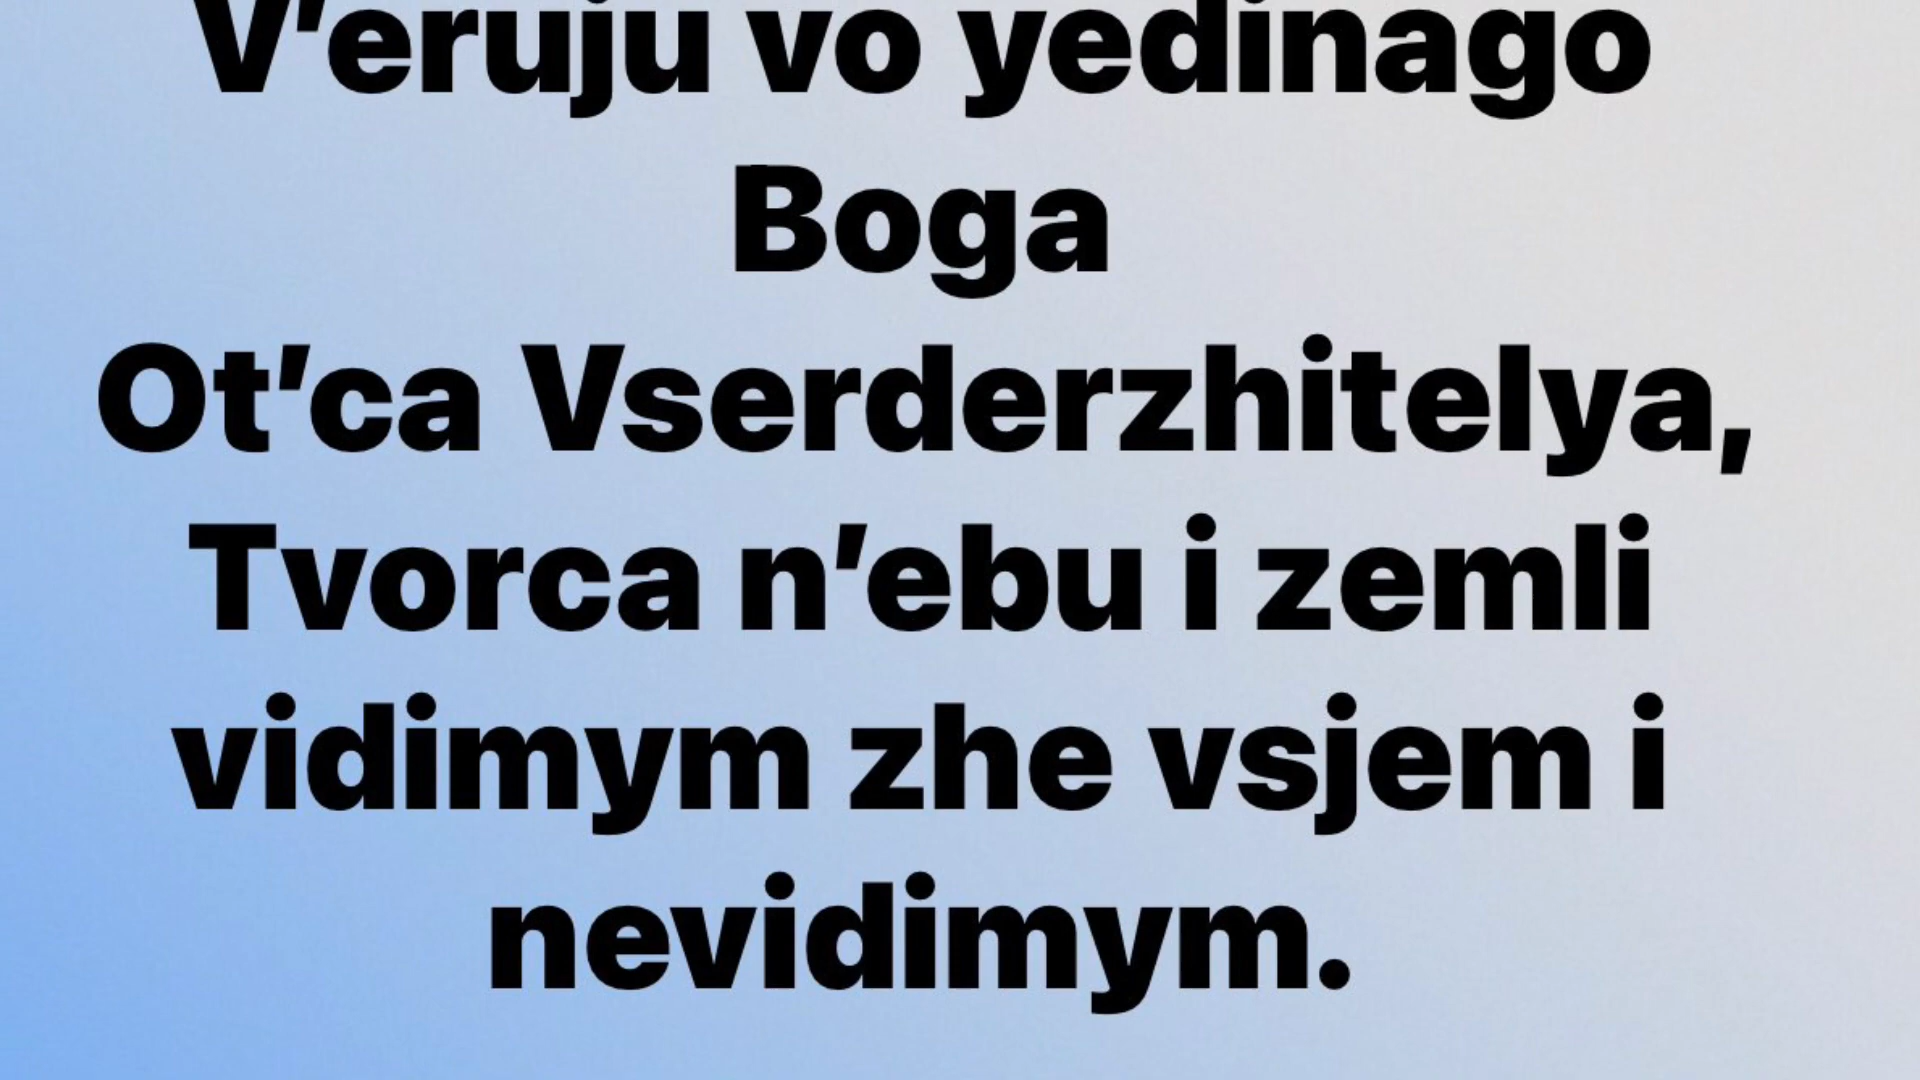 V'eruju vo yedinago
Boga
Ot'ca Vserderzhitelya,
Tvorca n'ebu i zemli
vidimym zhe vsjem i
nevidimym.